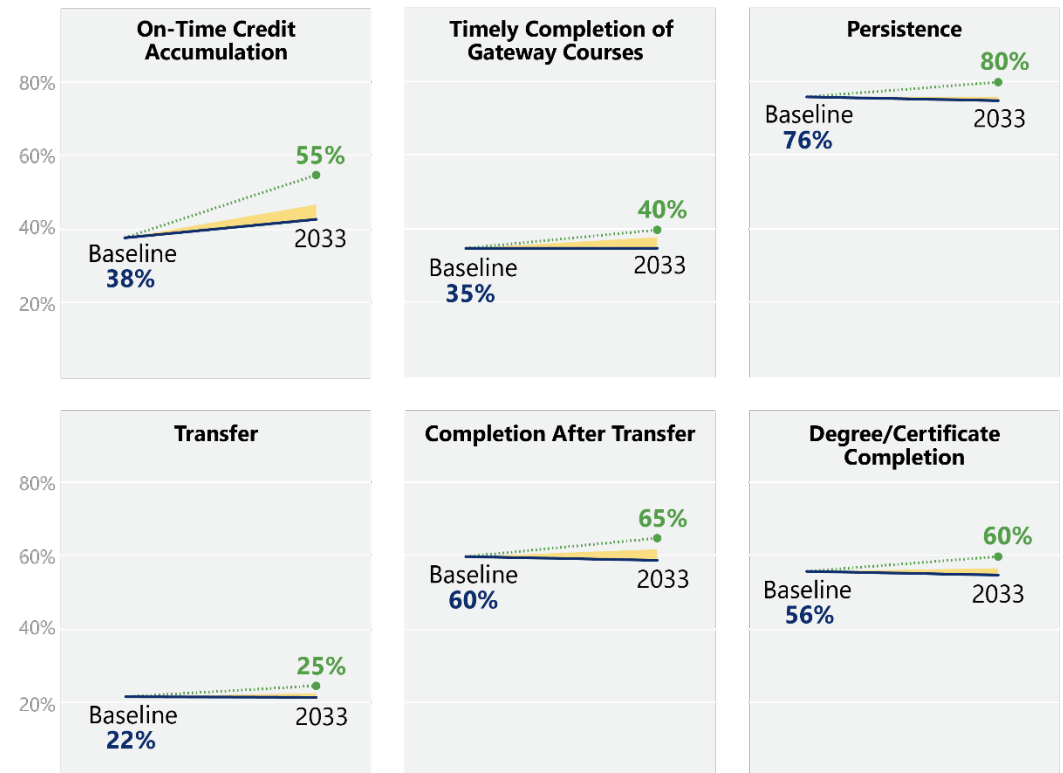 On-Time Credit
Accumulation
80%
60%
40%
20%
55%
2033
Baseline
38%
Timely Completion of
Gateway Courses
40%
2033
Baseline
35%
Persistence
80%
2033
Baseline
76%
Transfer
80%
60%
40%
20%
25%
2033
Baseline
22%
Completion After Transfer
65%
2033
Baseline
60%
Degree/Certificate
Completion
60%
2033
Baseline
56%